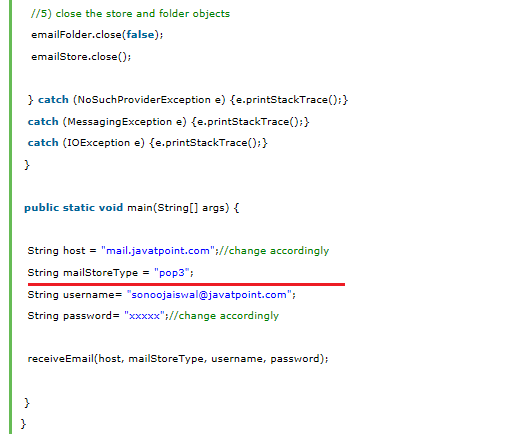 //5) close the store and folder objects
emailFolder.close(false);
emailStore.close();
} catch (NoSuchProviderException e) {e.printStackTrace();}
catch (MessagingException e) {e.printStackTrace();}
catch (IOException e) {e.printStackTrace();}
}
public static void main(String[] args) {
String host = "mail.javatpoint.com";//change accordingly
String mailStoreType = "pop3";
String username= "sonoojaiswal@javatpoint.com";
String password= "xxxxx";//change accordingly
receiveEmail(host, mailStoreType, username, password);
}
}